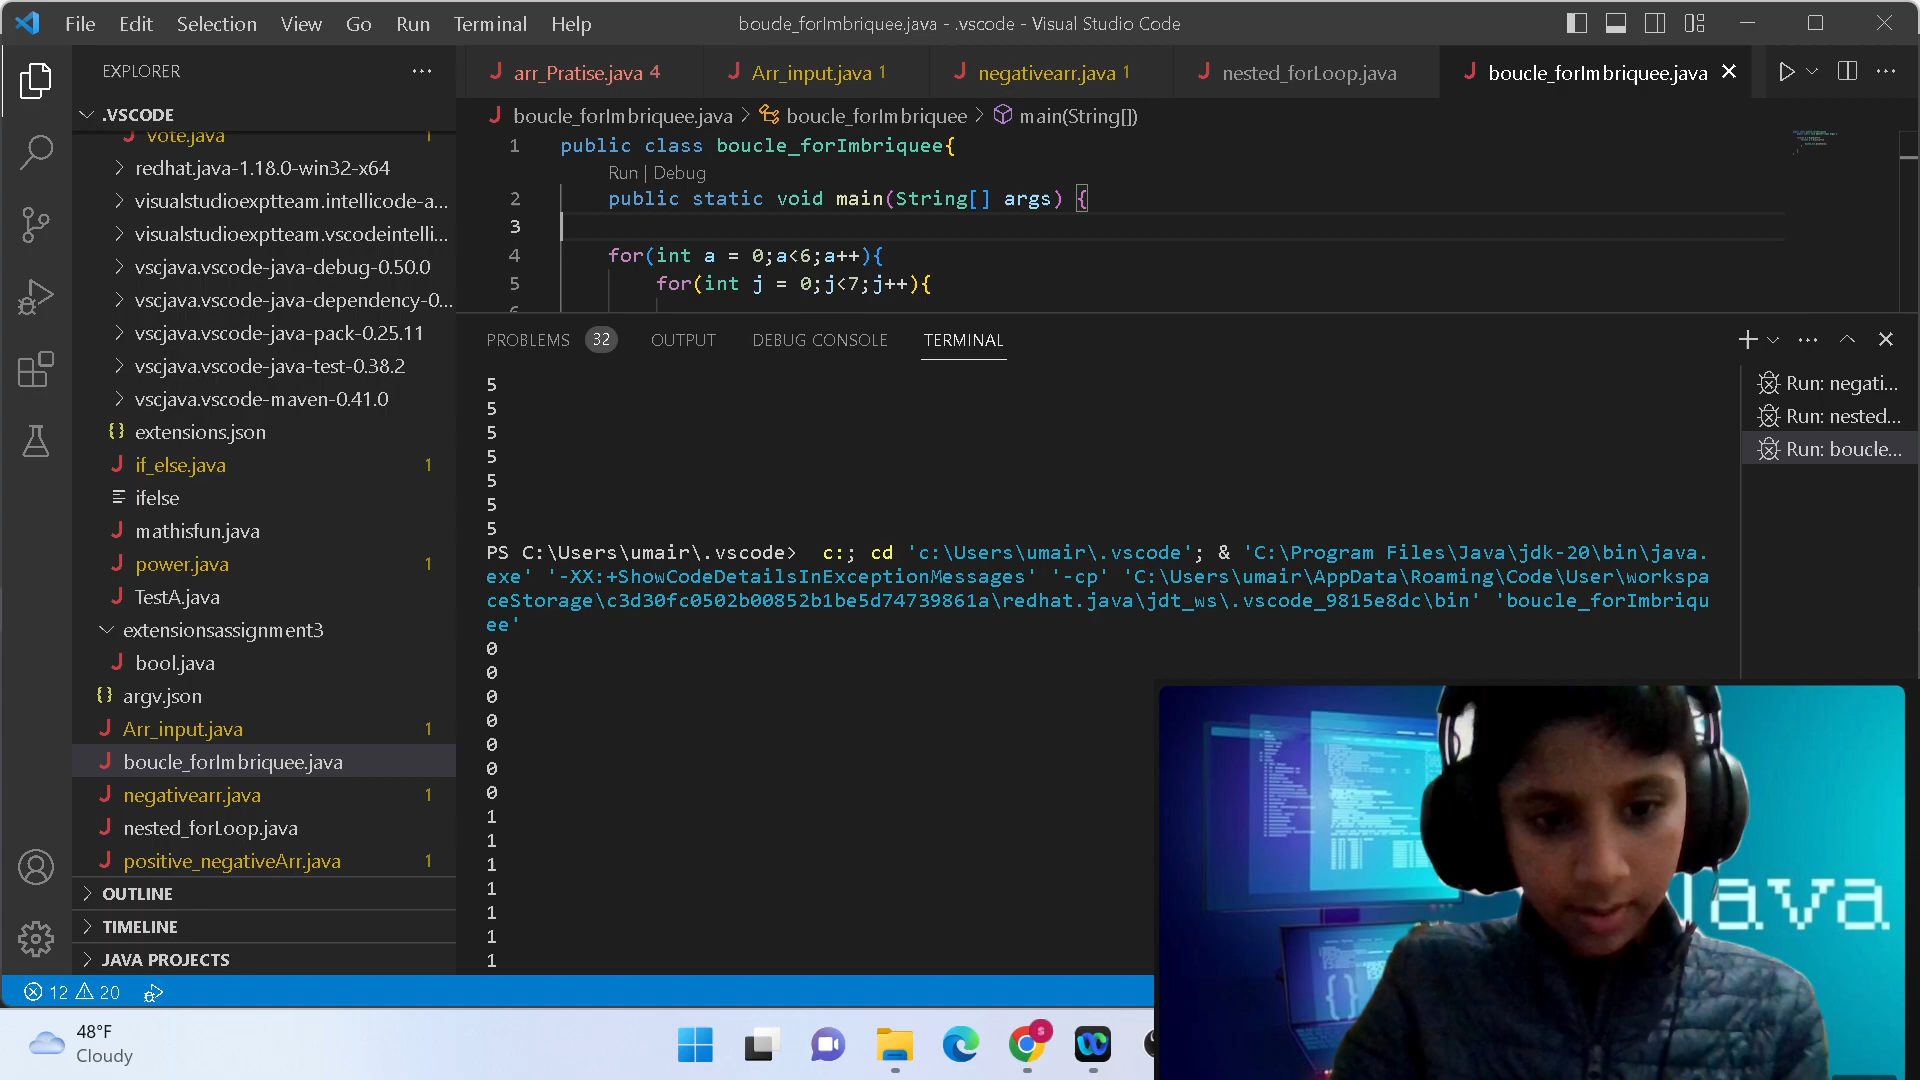 File Edit Selection View Go Run Terminal Help
boucle_forImbriquee.java - .vscode - Visual Studio Code
EXPLORER
arr_Pratise.java 4
Arr_input.java 1
negativearr.java 1
nested_forLoop.java
boucle_forImbriquee.java
.VSCODE
vote.java 1
redhat.java-1.18.0-win32-x64
visualstudioexptteam.intellicode-a...
visualstudioexptteam.vscodeintelli...
vscjava.vscode-java-debug-0.50.0
vscjava.vscode-java-dependency-0...
vscjava.vscode-java-pack-0.25.11
vscjava.vscode-java-test-0.38.2
vscjava.vscode-maven-0.41.0
extensions.json
if_else.java 1
ifelse
mathisfun.java
power.java 1
TestA.java
extensionsassignment3
bool.java
argv.json
Arr_input.java 1
boucle_forImbriquee.java
negativearr.java 1
nested_forLoop.java
positive_negativeArr.java 1
OUTLINE
TIMELINE
JAVA PROJECTS
boucle_forImbriquee.java > boucle_forImbriquee > main(String[])
1 public class boucle_forImbriquee{
Run | Debug
2 public static void main(String[] args) {
3
4 for(int a = 0;a<6;a++){
5 for(int j = 0;j<7;j++){
6
PROBLEMS 32 OUTPUT DEBUG CONSOLE TERMINAL
5
5
5
5
5
5
5
PS C:\Users\umair\.vscode>  c:; cd 'c:\Users\umair\.vscode'; & 'C:\Program Files\Java\jdk-20\bin\java.
exe' '-XX:+ShowCodeDetailsInExceptionMessages' '-cp' 'C:\Users\umair\AppData\Roaming\Code\User\workspa
ceStorage\c3d30fc0502b00852b1be5d74739861a\redhat.java\jdt_ws\.vscode_9815e8dc\bin' 'boucle_forImbriqu
ee'
0
0
0
0
0
0
0
1
1
1
1
1
1
1
Run: negati...
Run: nested...
Run: boucle...
Java
12 20
48°F
Cloudy
s